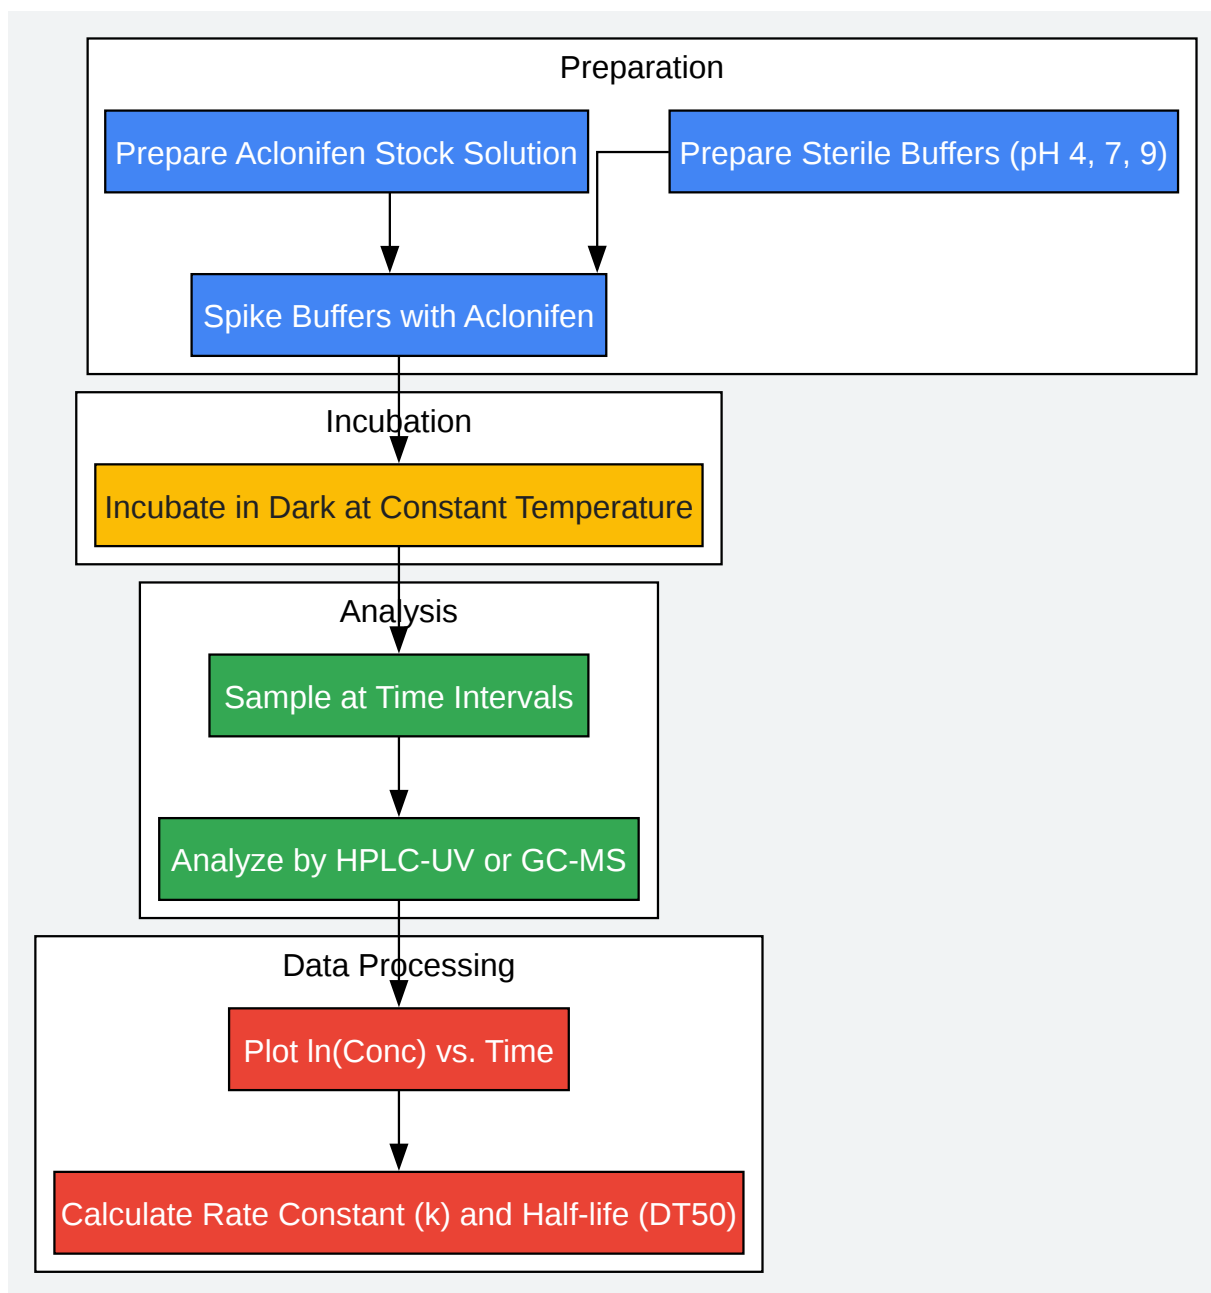 Preparation
Prepare Aclonifen Stock Solution
Prepare Sterile Buffers (pH 4, 7, 9)
Spike Buffers with Aclonifen
Incubation
Incubate in Dark at Constant Temperature
Analysis
Sample at Time Intervals
Analyze by HPLC-UV or GC-MS
Data Processing
Plot ln(Conc) vs. Time
Calculate Rate Constant (k) and Half-life (DT50)